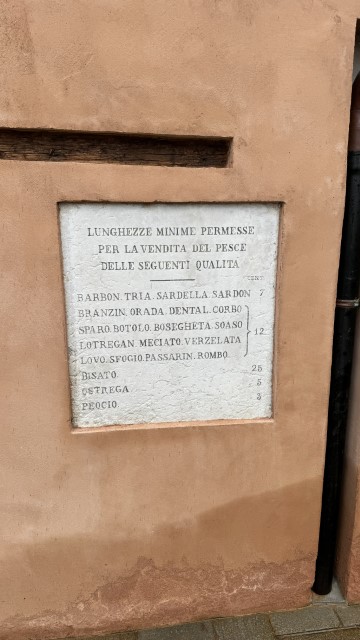 LUNGHEZZE MINIME PERMESSE
PER LA VENDITA DEL PESCE
DELLE SEGUENTI QUALITA
CENT.
BARBON. TRIA. SARDELLA. SARDON 7
BRANZIN. ORADA. DENTAL. CORBO
SPARO. BOTOLO. BOSEGHETA. SOASO
12
LOTREGAN. MECIATO. VERZELATA
LOVO. SFOGIO. PASSARIN. ROMBO.
BISATO. 25
OSTREGA 5
PEOCIO. 3